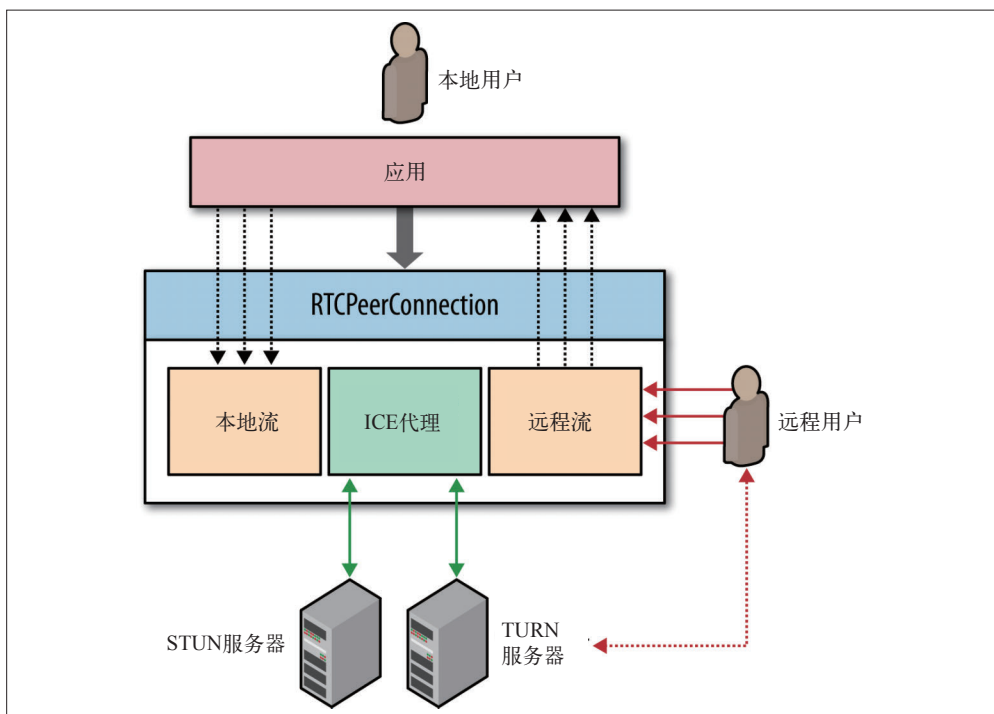 本地用户
应用
RTCPeerConnection
本地流
ICE代理
远程流
远程用户
STUN服务器
TURN
服务器